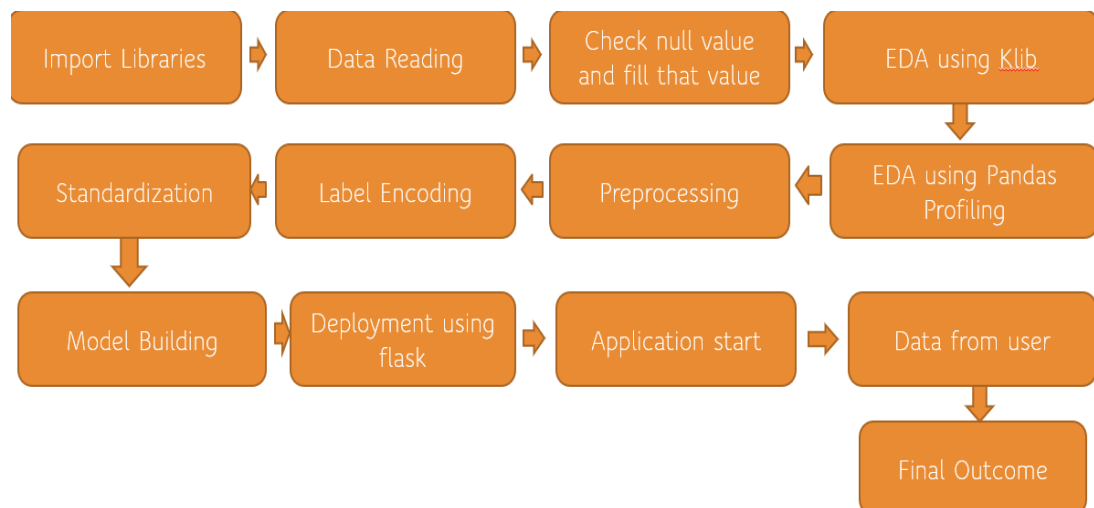 Import Libraries
Data Reading
Check null value
and fill that value
EDA using Klib
EDA using Pandas
Profiling
Preprocessing
Label Encoding
Standardization
Model Building
Deployment using
flask
Application start
Data from user
Final Outcome